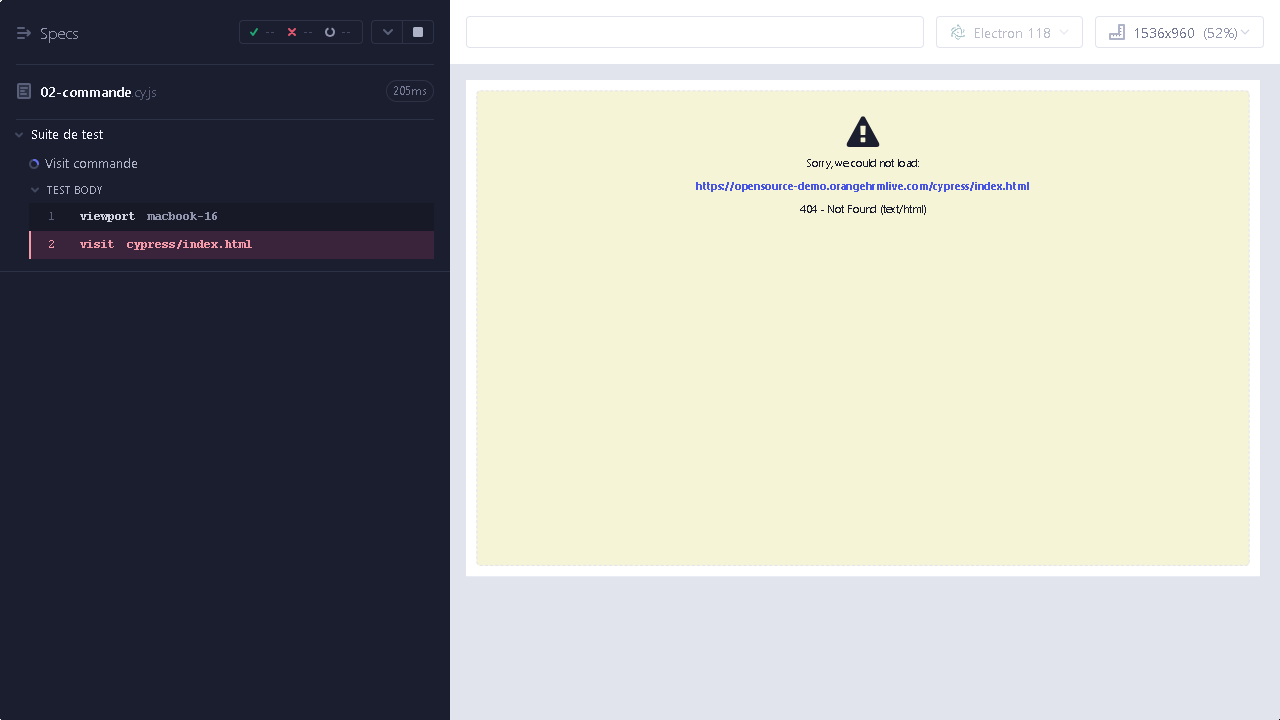 Specs
-- -- --
02-commande.cy.js
205ms
Suite de test
Visit commande
TEST BODY
1 viewport macbook-16
2 visit cypress/index.html
Electron 118
1536x960 (52%)
Sorry, we could not load:
https://opensource-demo.orangehrmlive.com/cypress/index.html
404 - Not Found (text/html)